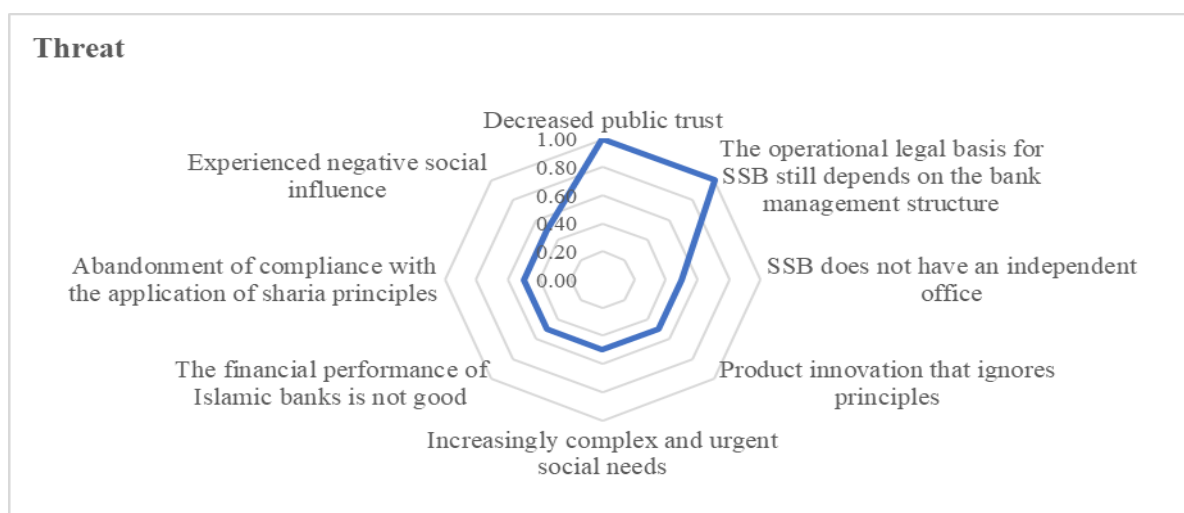 Threat
Decreased public trust
1.00
0.80
0.60
0.40
0.20
0.00
The operational legal basis for
SSB still depends on the bank
management structure
SSB does not have an independent
office
Product innovation that ignores
principles
Increasingly complex and urgent
social needs
The financial performance of
Islamic banks is not good
Abandonment of compliance with
the application of sharia principles
Experienced negative social
influence